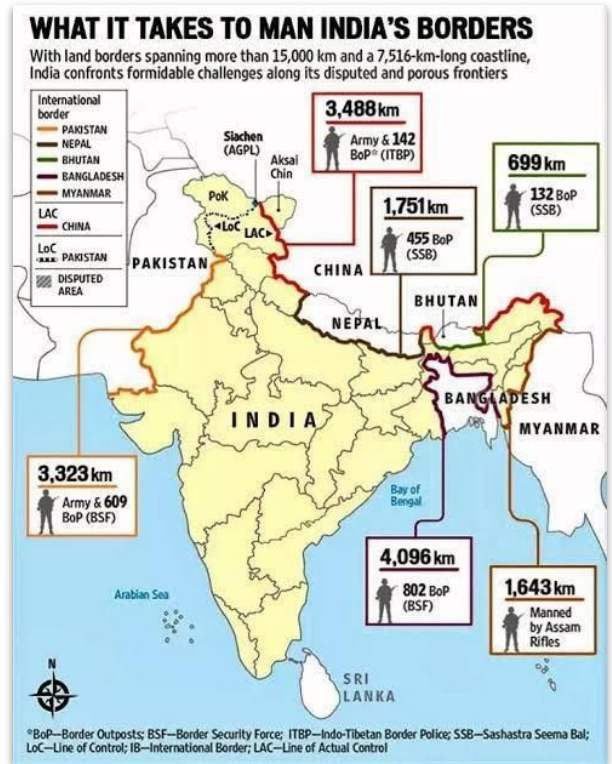 WHAT IT TAKES TO MAN INDIA'S BORDERS
With land borders spanning more than 15,000 km and a 7,516-km-long coastline,
India confronts formidable challenges along its disputed and porous frontiers
International
border
PAKISTAN
NEPAL
BHUTAN
BANGLADESH
MYANMAR
LAC
CHINA
LoC
PAKISTAN
DISPUTED
AREA
3,488 km
Army & 142
BoP* (ITBP)
699 km
132 BoP
(SSB)
1,751 km
455 BoP
(SSB)
Siachen
(AGPL)
Aksai
Chin
PoK
LoC
LAC
PAKISTAN
CHINA
BHUTAN
NEPAL
INDIA
BANGLADESH
MYANMAR
3,323 km
Army & 609
BoP (BSF)
Bay of
Bengal
4,096 km
802 BoP
(BSF)
1,643 km
Manned
by Assam
Rifles
Arabian Sea
N
SRI
LANKA
*BoP—Border Outposts; BSF—Border Security Force; ITBP—Indo-Tibetan Border Police; SSB—Sashastra Seema Bal;
LoC—Line of Control; IB—International Border; LAC—Line of Actual Control